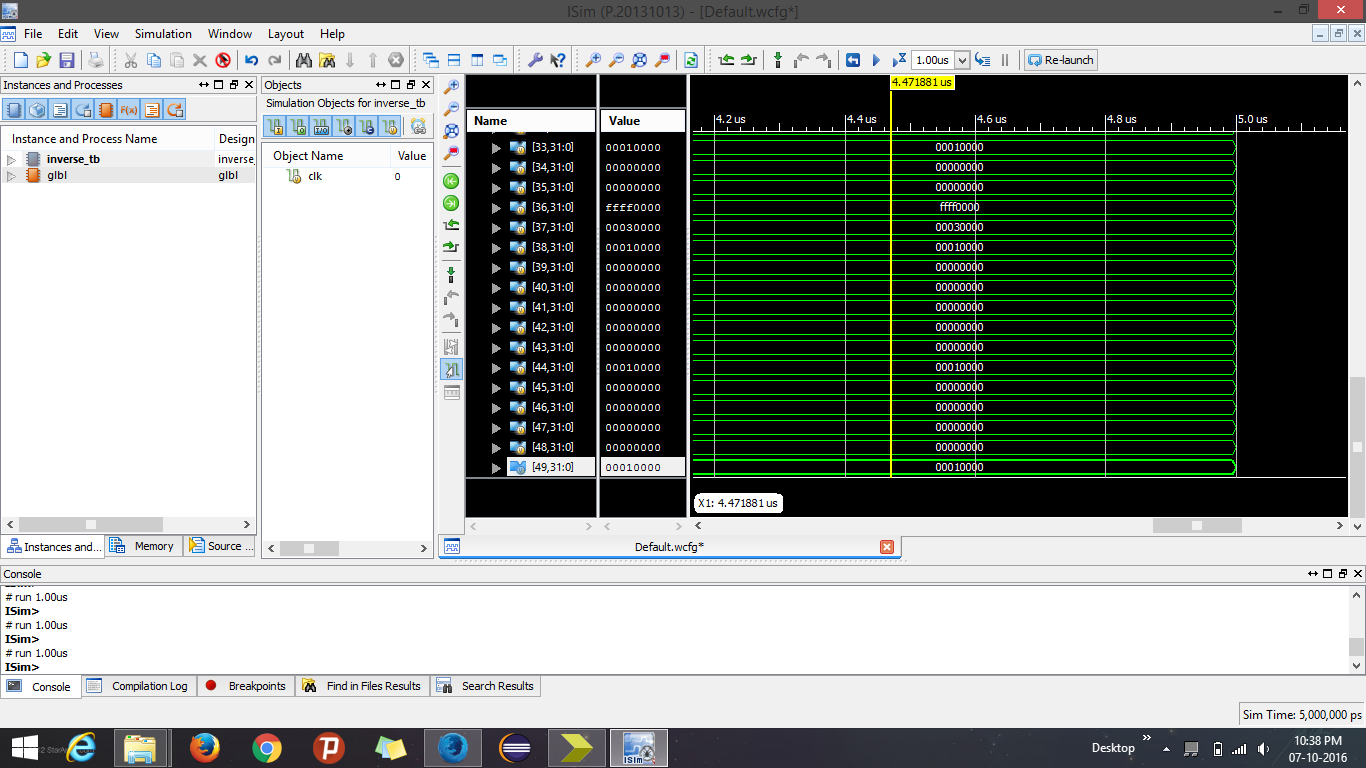 ISim (P.20131013) - [Default.wcfg*]
File Edit View Simulation Window Layout Help
1.00us Re-launch
Instances and Processes
Instance and Process Name Design
inverse_tb inverse_
glbl glbl
Instances and... Memory Source ...
Objects
Simulation Objects for inverse_tb
Object Name Value
clk 0
4.471881 us
Name Value
4.2 us 4.4 us 4.6 us 4.8 us 5.0 us
[33,31:0] 00010000 00010000
[34,31:0] 00000000 00000000
[35,31:0] 00000000 00000000
[36,31:0] ffff0000 ffff0000
[37,31:0] 00030000 00030000
[38,31:0] 00010000 00010000
[39,31:0] 00000000 00000000
[40,31:0] 00000000 00000000
[41,31:0] 00000000 00000000
[42,31:0] 00000000 00000000
[43,31:0] 00000000 00000000
[44,31:0] 00010000 00010000
[45,31:0] 00000000 00000000
[46,31:0] 00000000 00000000
[47,31:0] 00000000 00000000
[48,31:0] 00000000 00000000
[49,31:0] 00010000 00010000
X1: 4.471881 us
Default.wcfg*
Console
# run 1.00us
ISim>
# run 1.00us
ISim>
# run 1.00us
ISim>
Console Compilation Log Breakpoints Find in Files Results Search Results
Sim Time: 5,000,000 ps
ISim
Desktop
10:38 PM
07-10-2016